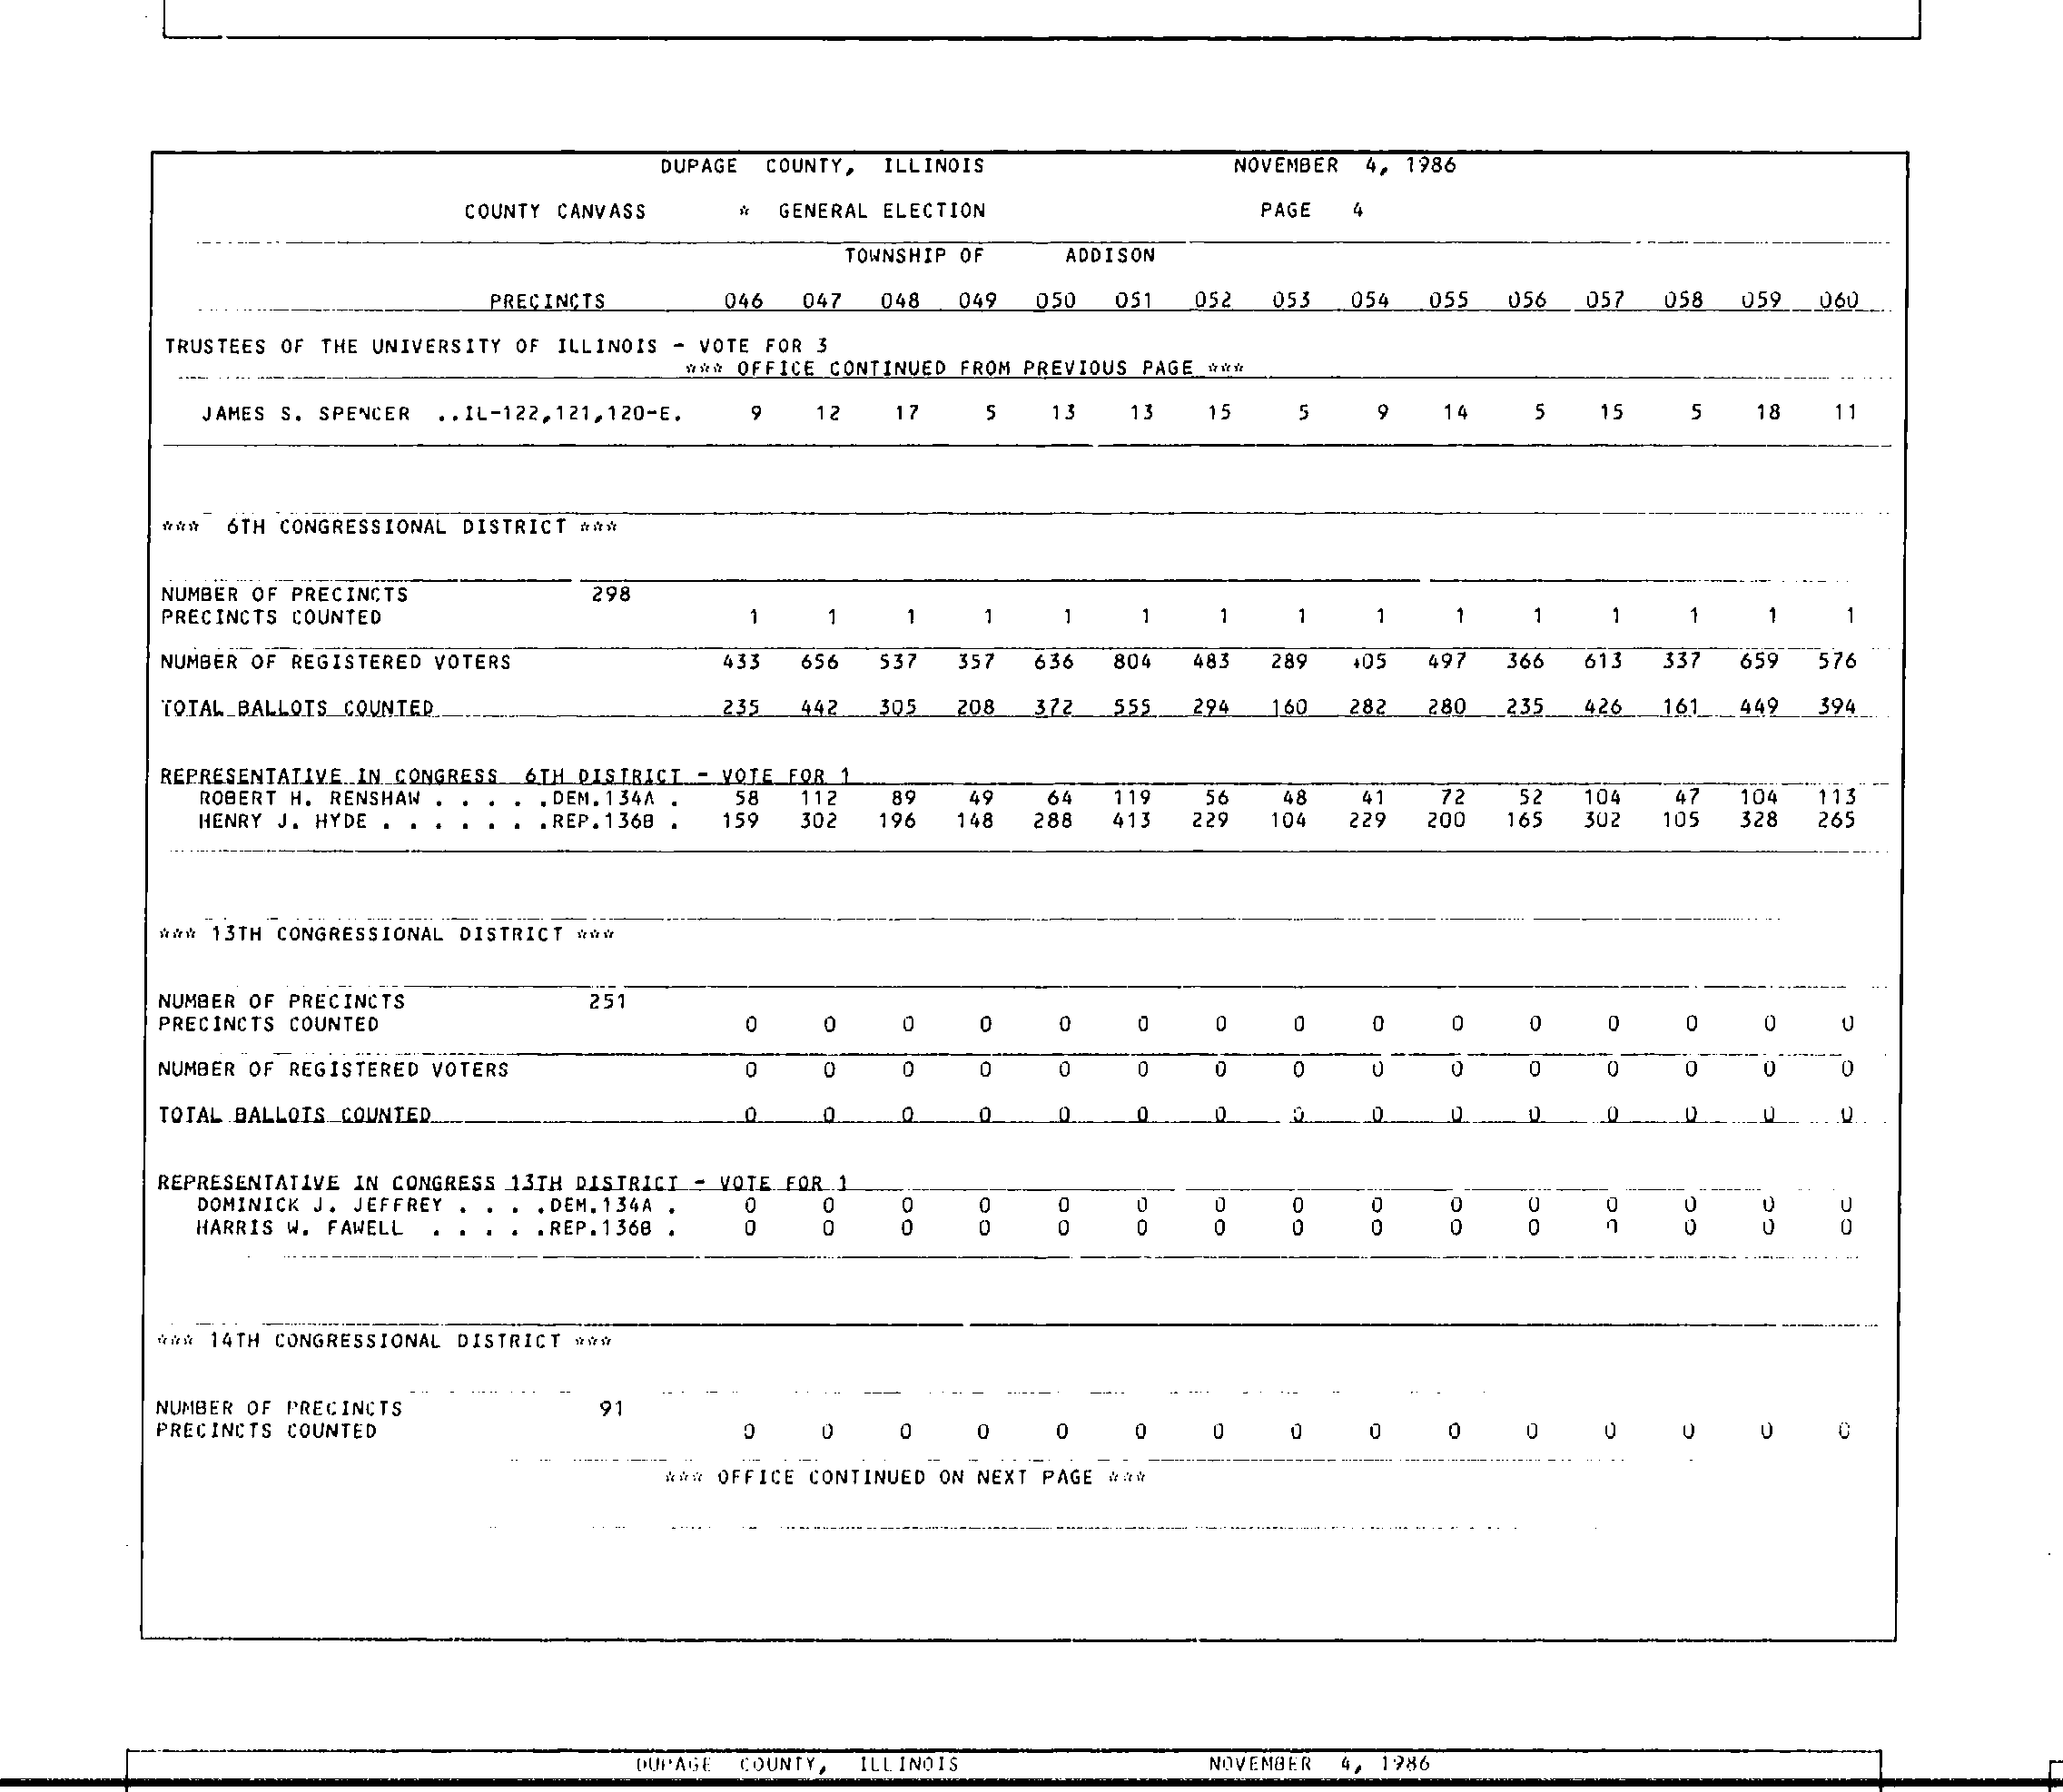 DUPAGE COUNTY, ILLINOIS NOVEMBER 4, 1986
COUNTY CANVASS * GENERAL ELECTION PAGE 4
TOWNSHIP OF ADDISON
PRECINCTS 046 047 048 049 050 051 052 053 054 055 056 057 058 059 060
TRUSTEES OF THE UNIVERSITY OF ILLINOIS - VOTE FOR 3
*** OFFICE CONTINUED FROM PREVIOUS PAGE ***
JAMES S. SPENCER ..IL-122,121,120-E. 9 12 17 5 13 13 15 5 9 14 5 15 5 18 11
*** 6TH CONGRESSIONAL DISTRICT ***
NUMBER OF PRECINCTS 298
PRECINCTS COUNTED 1 1 1 1 1 1 1 1 1 1 1 1 1 1 1
NUMBER OF REGISTERED VOTERS 433 656 537 357 636 804 483 289 405 497 366 613 337 659 576
TOTAL BALLOTS COUNTED 235 442 305 208 372 555 294 160 282 280 235 426 161 449 394
REPRESENTATIVE IN CONGRESS 6TH DISTRICT - VOTE FOR 1
ROBERT H. RENSHAW . . . . . .DEM.134A . 58 112 89 49 64 119 56 48 41 72 52 104 47 104 113
HENRY J. HYDE . . . . . . . .REP.136B . 159 302 196 148 288 413 229 104 229 200 165 302 105 328 265
*** 13TH CONGRESSIONAL DISTRICT ***
NUMBER OF PRECINCTS 251
PRECINCTS COUNTED 0 0 0 0 0 0 0 0 0 0 0 0 0 0 0
NUMBER OF REGISTERED VOTERS 0 0 0 0 0 0 0 0 0 0 0 0 0 0 0
TOTAL BALLOTS COUNTED 0 0 0 0 0 0 0 0 0 0 0 0 0 0 0
REPRESENTATIVE IN CONGRESS 13TH DISTRICT - VOTE FOR 1
DOMINICK J. JEFFREY . . . .DEM.134A . 0 0 0 0 0 0 0 0 0 0 0 0 0 0 0
HARRIS W. FAWELL . . . . . .REP.136B . 0 0 0 0 0 0 0 0 0 0 0 0 0 0 0
*** 14TH CONGRESSIONAL DISTRICT ***
NUMBER OF PRECINCTS 91
PRECINCTS COUNTED 0 0 0 0 0 0 0 0 0 0 0 0 0 0 0
*** OFFICE CONTINUED ON NEXT PAGE ***
DUPAGE COUNTY, ILLINOIS NOVEMBER 4, 1986